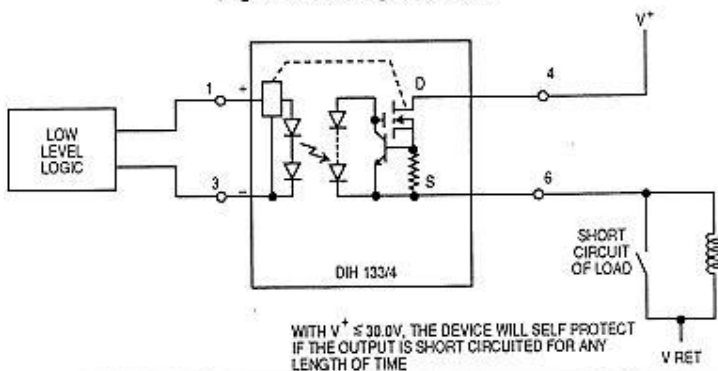 V+
1 +
D
4
LOW
LEVEL
LOGIC
3 −
S
6
SHORT
CIRCUIT
OF LOAD
DIH 133/4
WITH V+ ≤ 30.0V, THE DEVICE WILL SELF PROTECT
IF THE OUTPUT IS SHORT CIRCUITED FOR ANY
LENGTH OF TIME
V RET